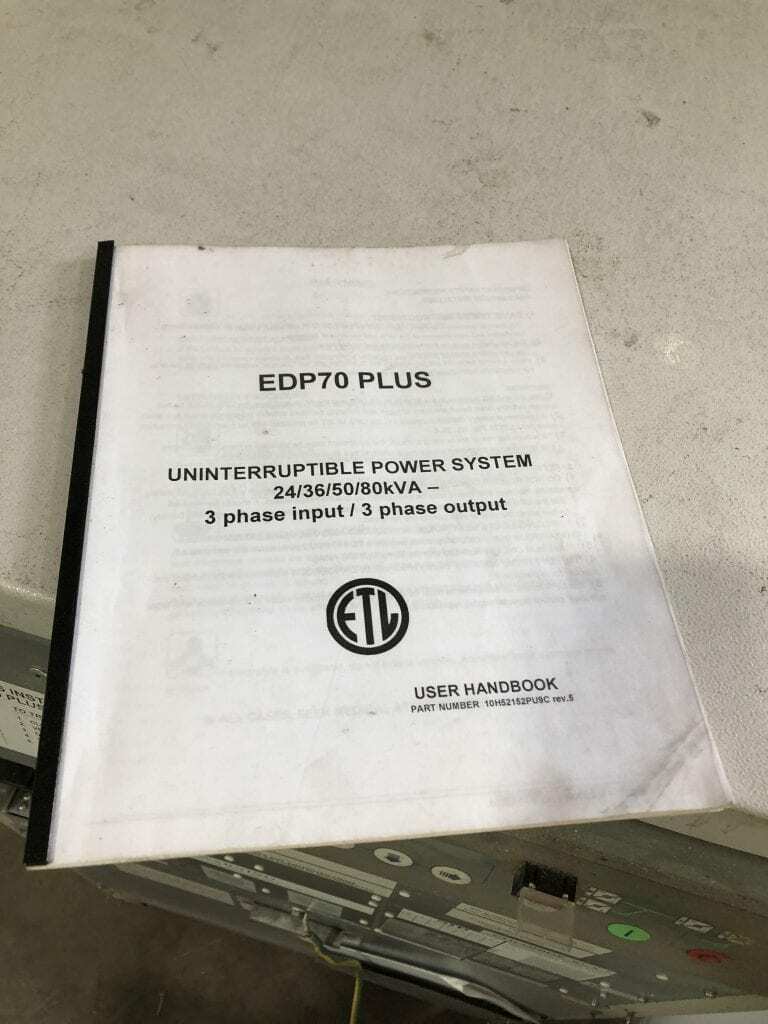 EDP70 PLUS
UNINTERRUPTIBLE POWER SYSTEM
24/36/50/80kVA –
3 phase input / 3 phase output
ETL
USER HANDBOOK
PART NUMBER 10H52152PU9C rev.5